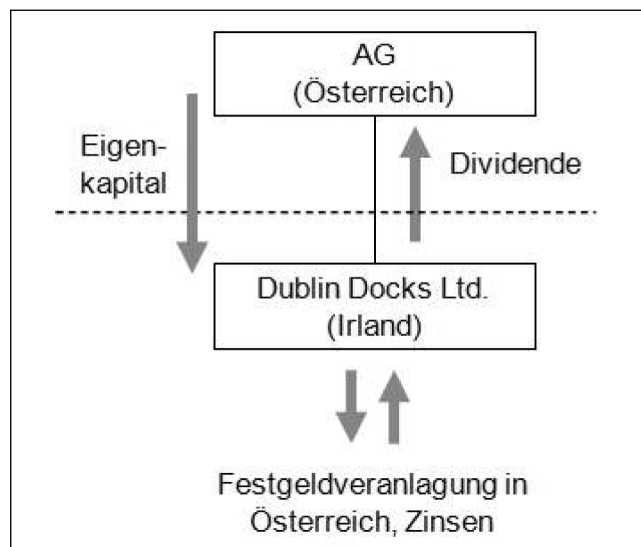 AG
(Österreich)
Eigen-
kapital
Dividende
Dublin Docks Ltd.
(Irland)
Festgeldveranlagung in
Österreich, Zinsen